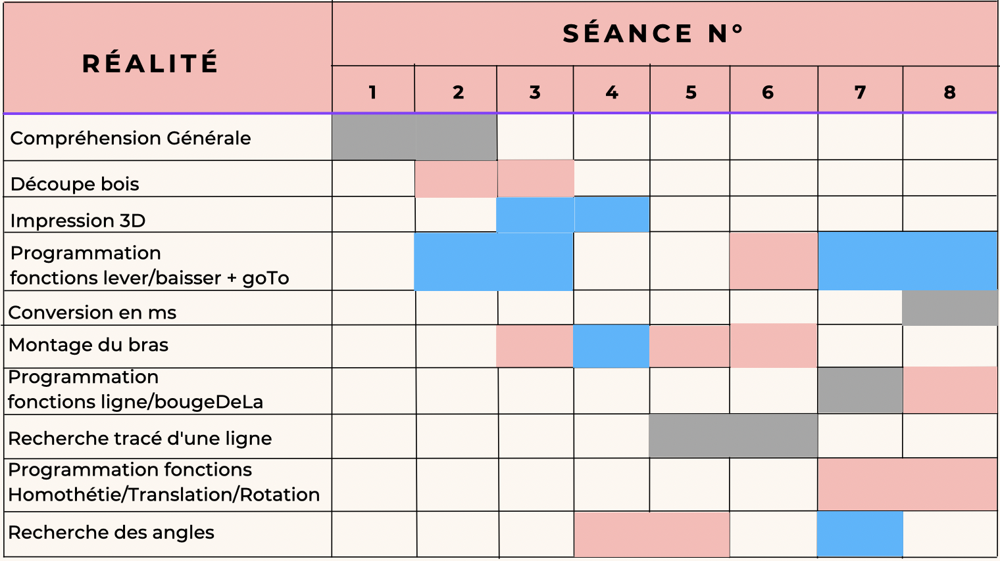 RÉALITÉ
SÉANCE N°
1 2 3 4 5 6 7 8
Compréhension Générale
Découpe bois
Impression 3D
Programmation
fonctions lever/baisser + goTo
Conversion en ms
Montage du bras
Programmation
fonctions ligne/bougeDeLa
Recherche tracé d'une ligne
Programmation fonctions
Homothétie/Translation/Rotation
Recherche des angles